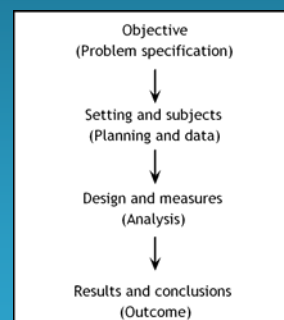 Objective
(Problem specification)
Setting and subjects
(Planning and data)
Design and measures
(Analysis)
Results and conclusions
(Outcome)